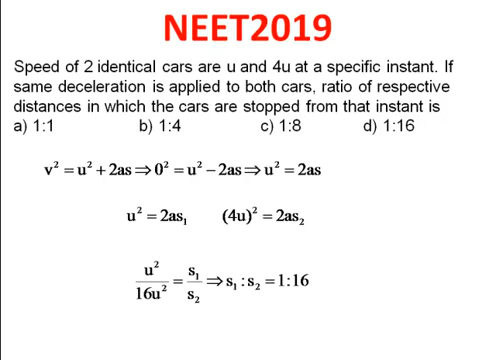 NEET2019
Speed of 2 identical cars are u and 4u at a specific instant. If
same deceleration is applied to both cars, ratio of respective
distances in which the cars are stopped from that instant is
a) 1:1 b) 1:4 c) 1:8 d) 1:16
v² = u² + 2as ⇒ 0² = u² − 2as ⇒ u² = 2as
u² = 2as₁ (4u)² = 2as₂
u²/16u² = s₁/s₂ ⇒ s₁ : s₂ = 1:16